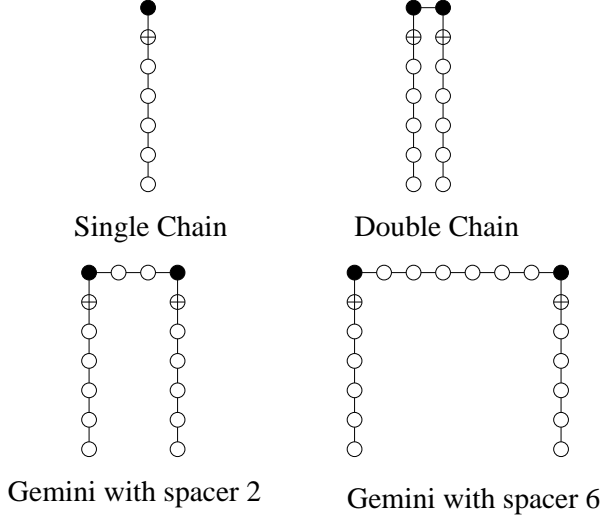 Single Chain
Double Chain
Gemini with spacer 2
Gemini with spacer 6